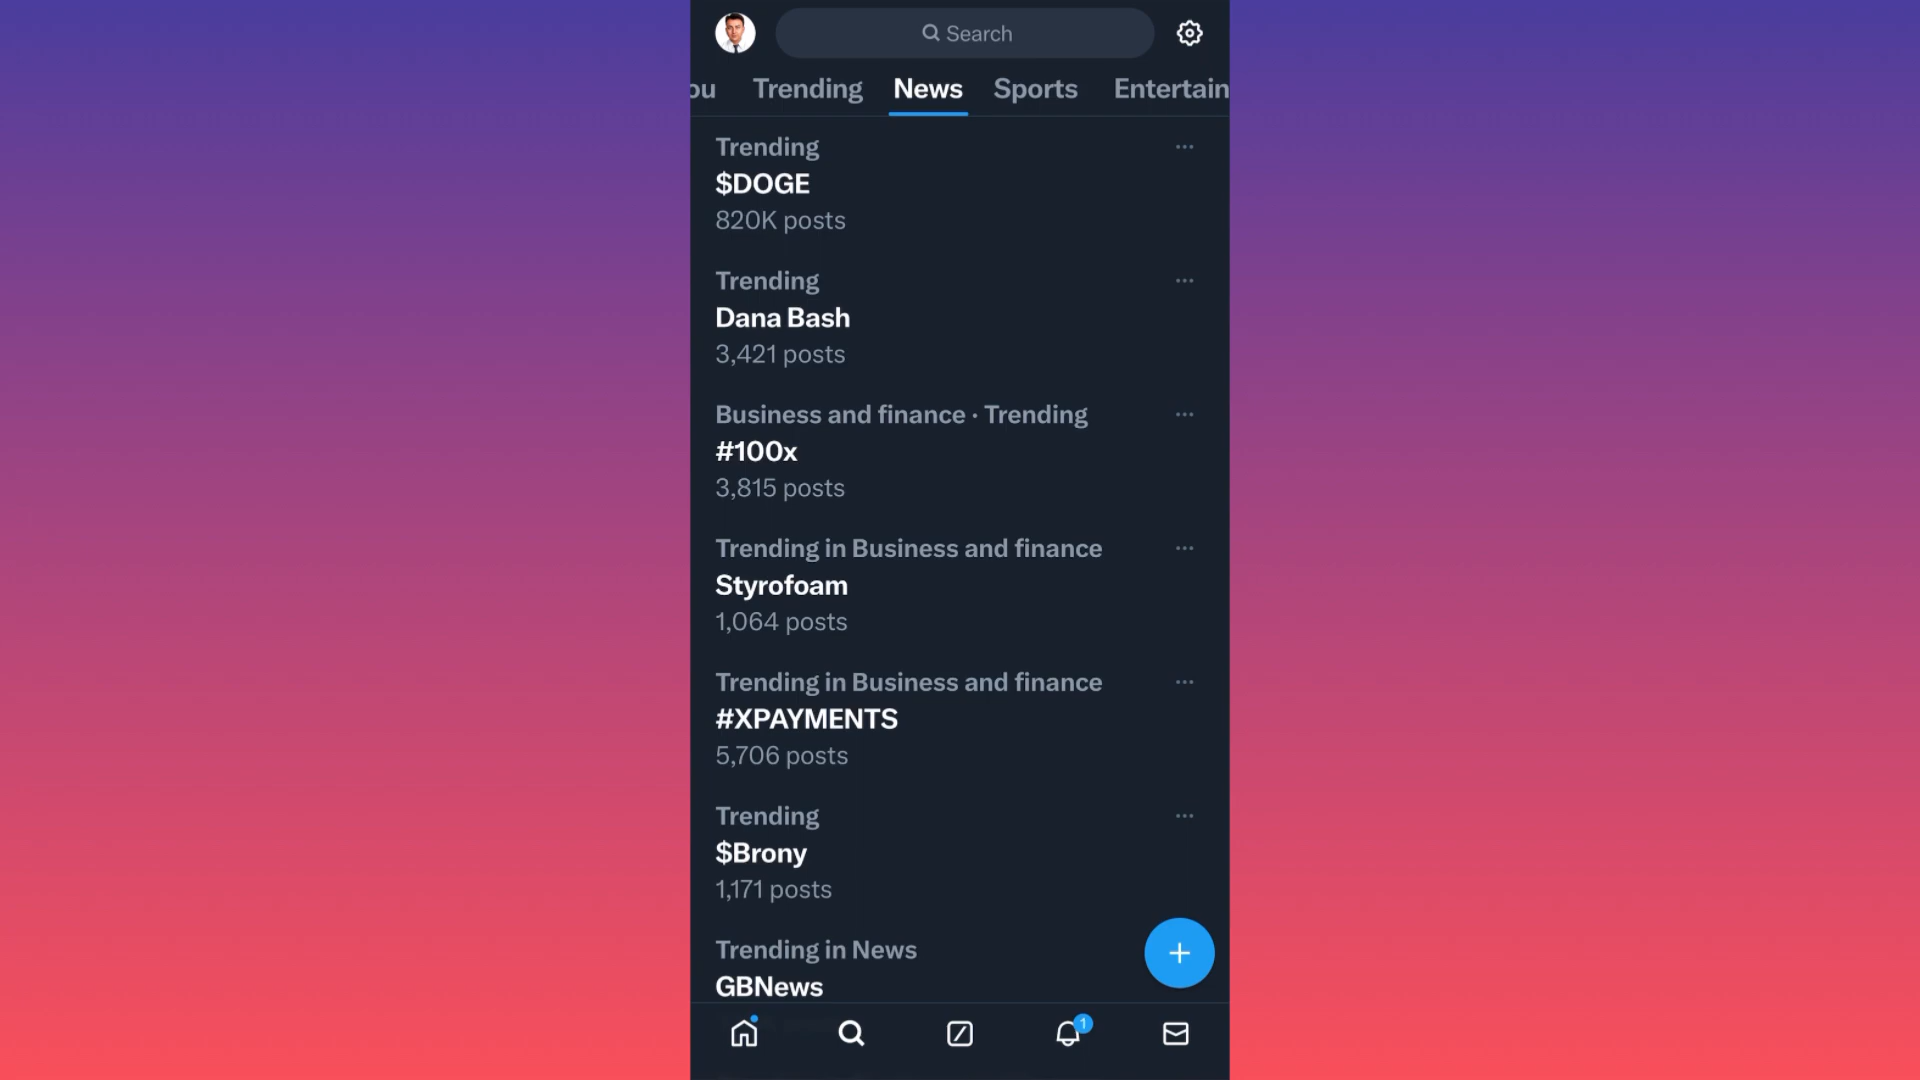 Search
ou Trending News Sports Entertain
Trending
$DOGE
820K posts
Trending
Dana Bash
3,421 posts
Business and finance · Trending
#100x
3,815 posts
Trending in Business and finance
Styrofoam
1,064 posts
Trending in Business and finance
#XPAYMENTS
5,706 posts
Trending
$Brony
1,171 posts
Trending in News
GBNews
1